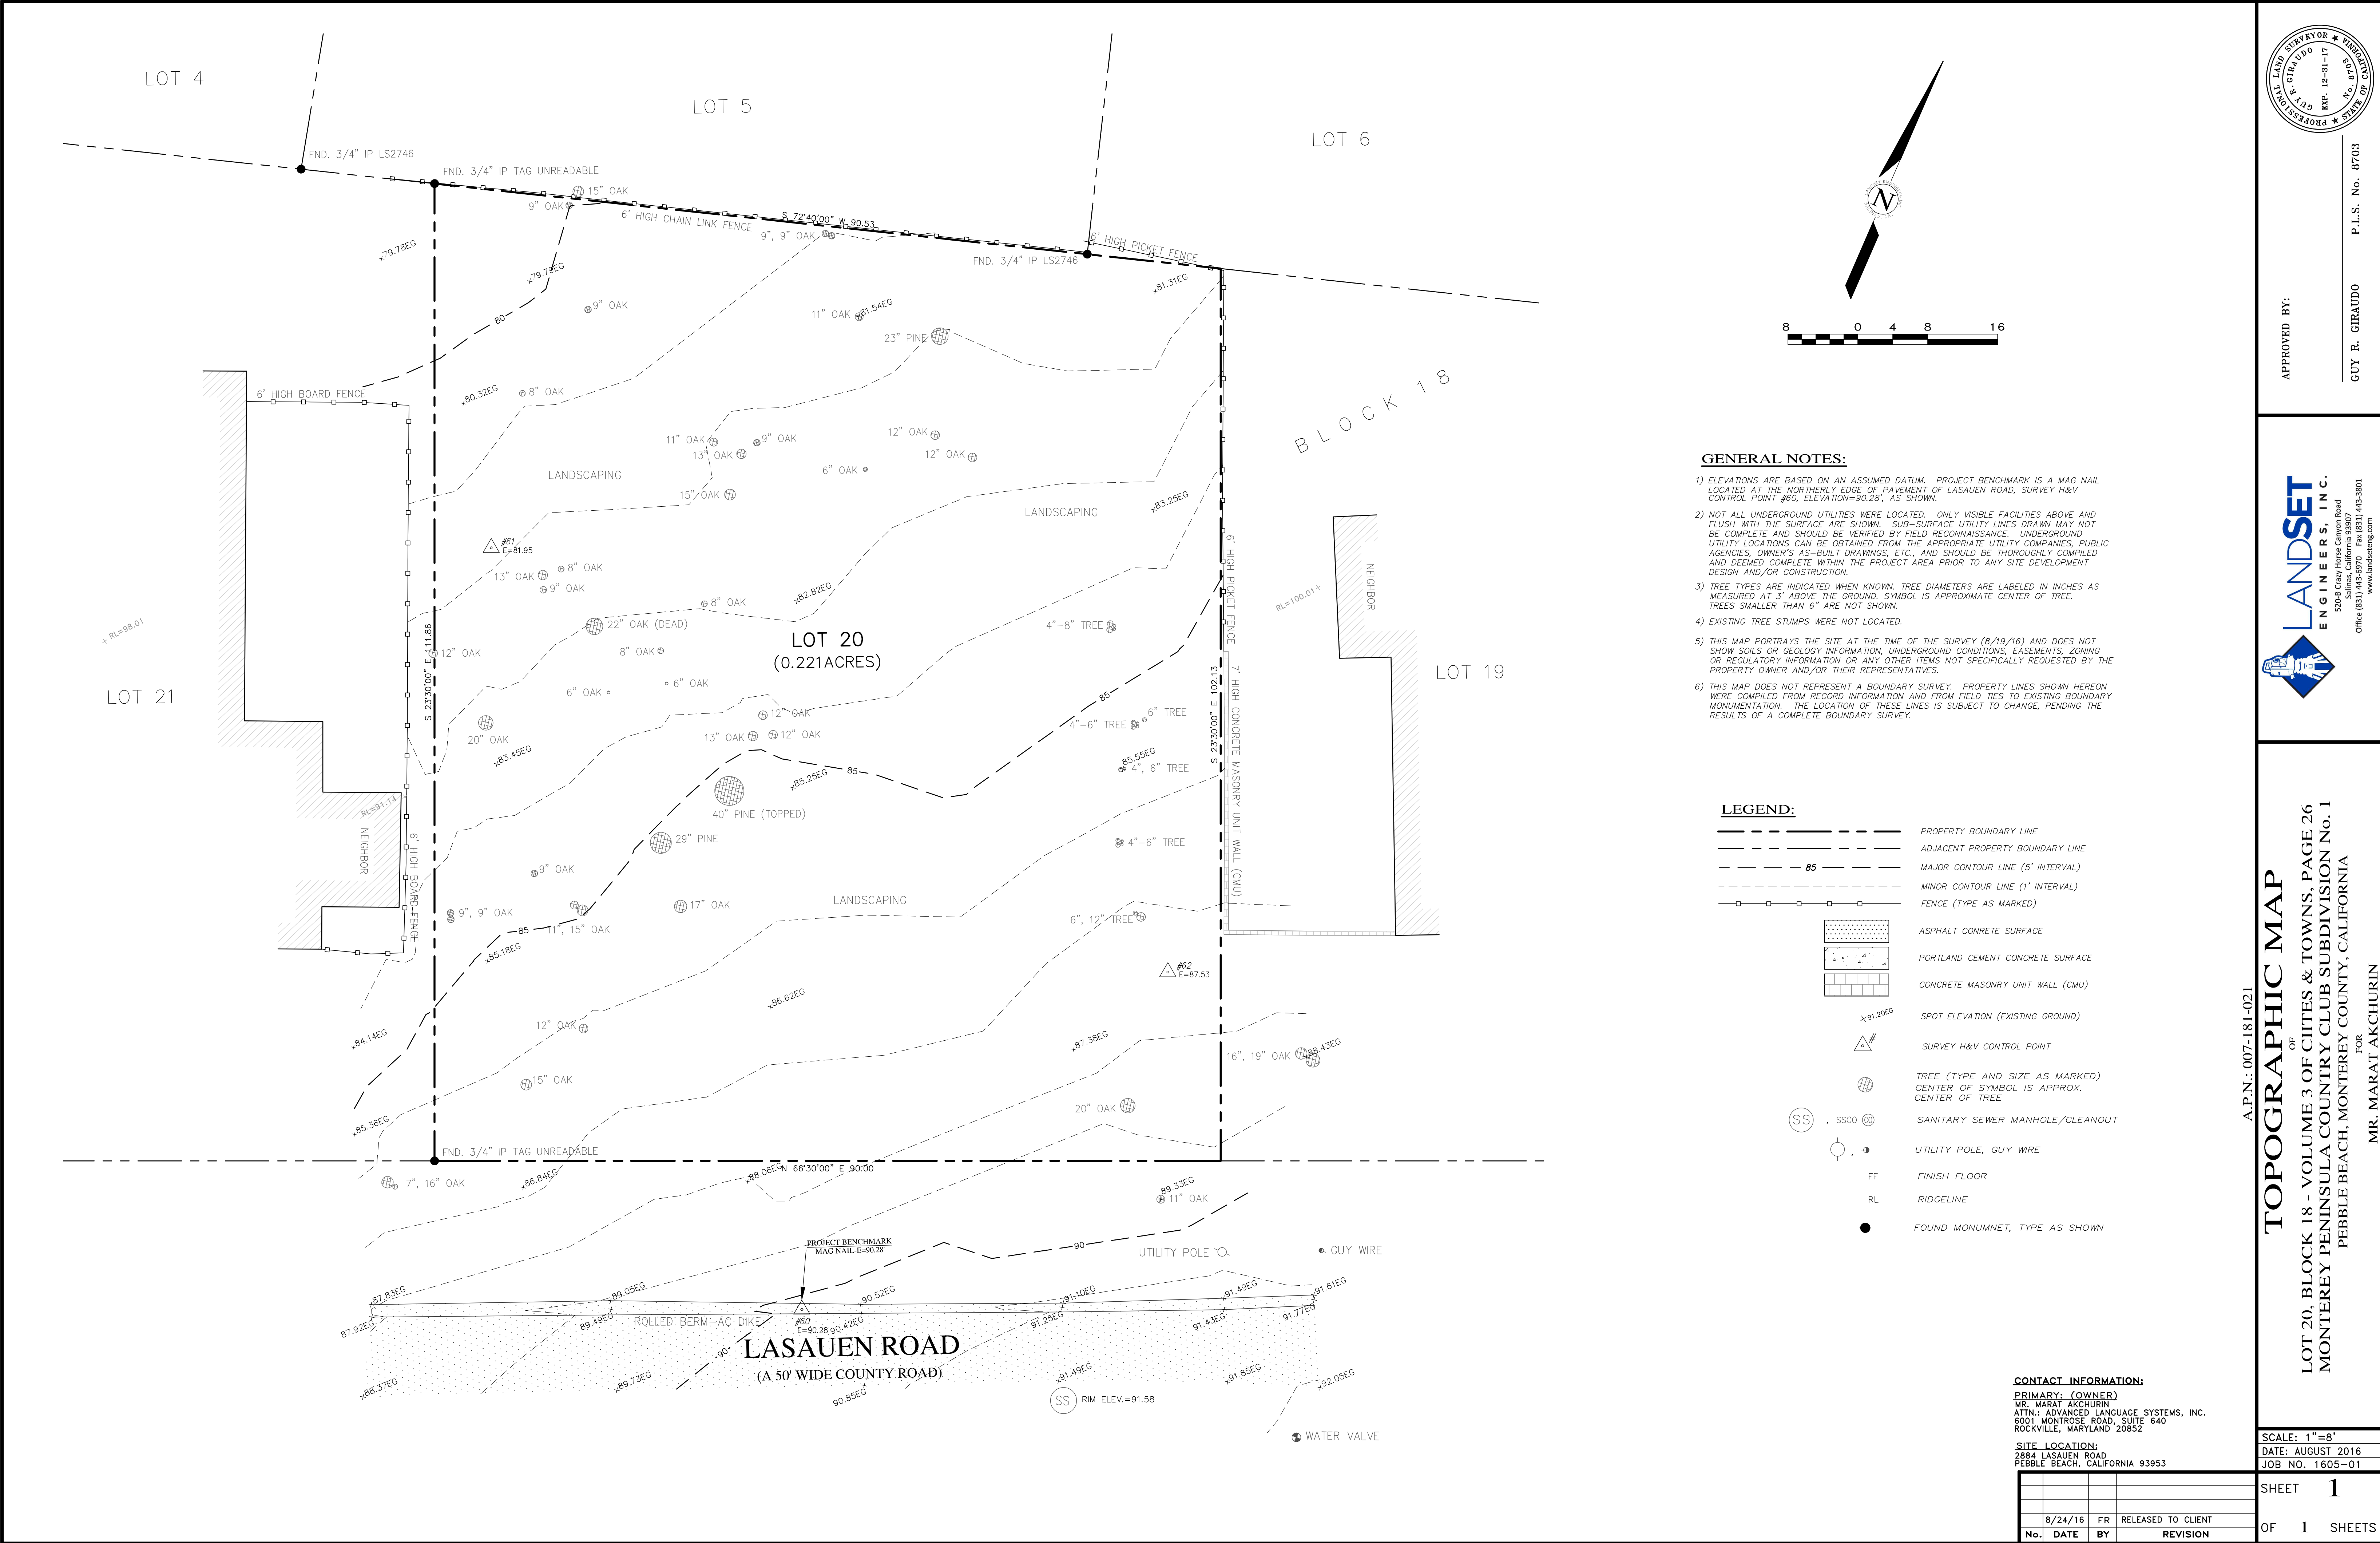 LOT 4
LOT 5
LOT 6
FND. 3/4" IP LS2746
FND. 3/4" IP TAG UNREADABLE
15" OAK
9" OAK
6' HIGH CHAIN LINK FENCE
S 72°40'00" W 90.53
9", 9" OAK
6' HIGH PICKET FENCE
FND. 3/4" IP LS2746
79.78EG
79.79EG
81.31EG
9" OAK
80
11" OAK
81.54EG
23" PINE
6' HIGH BOARD FENCE
80.32EG
8" OAK
BLOCK 18
11" OAK
9" OAK
12" OAK
13" OAK
12" OAK
6" OAK
LANDSCAPING
15" OAK
83.25EG
LANDSCAPING
#61
E=81.95
13" OAK
8" OAK
9" OAK
82.82EG
8" OAK
6' HIGH PICKET FENCE
NEIGHBOR
RL=100.01
RL=98.01
22" OAK (DEAD)
4"-8" TREE
LOT 20
(0.221ACRES)
12" OAK
8" OAK
S 23°30'00" E 111.86
6" OAK
6" OAK
LOT 21
LOT 19
85
S 23°30'00" E 102.13
7' HIGH CONCRETE MASONRY UNIT WALL (CMU)
12" OAK
6" TREE
4"-6" TREE
20" OAK
13" OAK
12" OAK
83.45EG
85.55EG
4", 6" TREE
85
85.25EG
RL=91.14
40" PINE (TOPPED)
NEIGHBOR
6' HIGH BOARD FENCE
29" PINE
4"-6" TREE
9" OAK
9", 9" OAK
17" OAK
LANDSCAPING
6", 12" TREE
85
11", 15" OAK
85.18EG
#62
E=87.53
86.62EG
12" OAK
84.14EG
87.38EG
16", 19" OAK
88.43EG
15" OAK
20" OAK
85.36EG
FND. 3/4" IP TAG UNREADABLE
N 66°30'00" E 90.00
7", 16" OAK
86.84EG
88.06EG
89.33EG
11" OAK
PROJECT BENCHMARK
MAG NAIL-E=90.28'
90
UTILITY POLE
GUY WIRE
87.83EG
89.05EG
90.52EG
91.10EG
91.49EG
91.61EG
87.92EG
89.49EG
ROLLED BERM-AC DIKE
#60
E=90.28
90.42EG
91.25EG
91.43EG
91.77EG
LASAUEN ROAD
(A 50' WIDE COUNTY ROAD)
90
88.37EG
89.73EG
90.85EG
91.49EG
91.85EG
92.05EG
SS
RIM ELEV.=91.58
WATER VALVE
N
8 0 4 8 16
GENERAL NOTES:
1) ELEVATIONS ARE BASED ON AN ASSUMED DATUM. PROJECT BENCHMARK IS A MAG NAIL
LOCATED AT THE NORTHERLY EDGE OF PAVEMENT OF LASAUEN ROAD, SURVEY H&V
CONTROL POINT #60, ELEVATION=90.28', AS SHOWN.
2) NOT ALL UNDERGROUND UTILITIES WERE LOCATED. ONLY VISIBLE FACILITIES ABOVE AND
FLUSH WITH THE SURFACE ARE SHOWN. SUB-SURFACE UTILITY LINES DRAWN MAY NOT
BE COMPLETE AND SHOULD BE VERIFIED BY FIELD RECONNAISSANCE. UNDERGROUND
UTILITY LOCATIONS CAN BE OBTAINED FROM THE APPROPRIATE UTILITY COMPANIES, PUBLIC
AGENCIES, OWNER'S AS-BUILT DRAWINGS, ETC., AND SHOULD BE THOROUGHLY COMPILED
AND DEEMED COMPLETE WITHIN THE PROJECT AREA PRIOR TO ANY SITE DEVELOPMENT
DESIGN AND/OR CONSTRUCTION.
3) TREE TYPES ARE INDICATED WHEN KNOWN. TREE DIAMETERS ARE LABELED IN INCHES AS
MEASURED AT 3' ABOVE THE GROUND. SYMBOL IS APPROXIMATE CENTER OF TREE.
TREES SMALLER THAN 6" ARE NOT SHOWN.
4) EXISTING TREE STUMPS WERE NOT LOCATED.
5) THIS MAP PORTRAYS THE SITE AT THE TIME OF THE SURVEY (8/19/16) AND DOES NOT
SHOW SOILS OR GEOLOGY INFORMATION, UNDERGROUND CONDITIONS, EASEMENTS, ZONING
OR REGULATORY INFORMATION OR ANY OTHER ITEMS NOT SPECIFICALLY REQUESTED BY THE
PROPERTY OWNER AND/OR THEIR REPRESENTATIVES.
6) THIS MAP DOES NOT REPRESENT A BOUNDARY SURVEY. PROPERTY LINES SHOWN HEREON
WERE COMPILED FROM RECORD INFORMATION AND FROM FIELD TIES TO EXISTING BOUNDARY
MONUMENTATION. THE LOCATION OF THESE LINES IS SUBJECT TO CHANGE, PENDING THE
RESULTS OF A COMPLETE BOUNDARY SURVEY.
LEGEND:
PROPERTY BOUNDARY LINE
ADJACENT PROPERTY BOUNDARY LINE
85 MAJOR CONTOUR LINE (5' INTERVAL)
MINOR CONTOUR LINE (1' INTERVAL)
FENCE (TYPE AS MARKED)
ASPHALT CONRETE SURFACE
PORTLAND CEMENT CONCRETE SURFACE
CONCRETE MASONRY UNIT WALL (CMU)
91.20EG SPOT ELEVATION (EXISTING GROUND)
# SURVEY H&V CONTROL POINT
TREE (TYPE AND SIZE AS MARKED)
CENTER OF SYMBOL IS APPROX.
CENTER OF TREE
SS , SSCO CO SANITARY SEWER MANHOLE/CLEANOUT
, UTILITY POLE, GUY WIRE
FF FINISH FLOOR
RL RIDGELINE
FOUND MONUMNET, TYPE AS SHOWN
CONTACT INFORMATION:
PRIMARY: (OWNER)
MR. MARAT AKCHURIN
ATTN.: ADVANCED LANGUAGE SYSTEMS, INC.
6001 MONTROSE ROAD, SUITE 640
ROCKVILLE, MARYLAND 20852
SITE LOCATION:
2884 LASAUEN ROAD
PEBBLE BEACH, CALIFORNIA 93953
8/24/16 FR RELEASED TO CLIENT
No. DATE BY REVISION
PROFESSIONAL LAND SURVEYOR
STATE OF CALIFORNIA
GUY R. GIRAUDO
EXP. 12-31-17
No. 8703
APPROVED BY:
GUY R. GIRAUDO P.L.S. No. 8703
LANDSET
ENGINEERS, INC.
520-B Crazy Horse Canyon Road
Salinas, California 93907
Office (831) 443-6970 Fax (831) 443-3801
www.landseteng.com
A.P.N.: 007-181-021
TOPOGRAPHIC MAP
OF
LOT 20, BLOCK 18 - VOLUME 3 OF CIITES & TOWNS, PAGE 26
MONTEREY PENINSULA COUNTRY CLUB SUBDIVISION No. 1
PEBBLE BEACH, MONTEREY COUNTY, CALIFORNIA
FOR
MR. MARAT AKCHURIN
SCALE: 1"=8'
DATE: AUGUST 2016
JOB NO. 1605-01
SHEET 1
OF 1 SHEETS